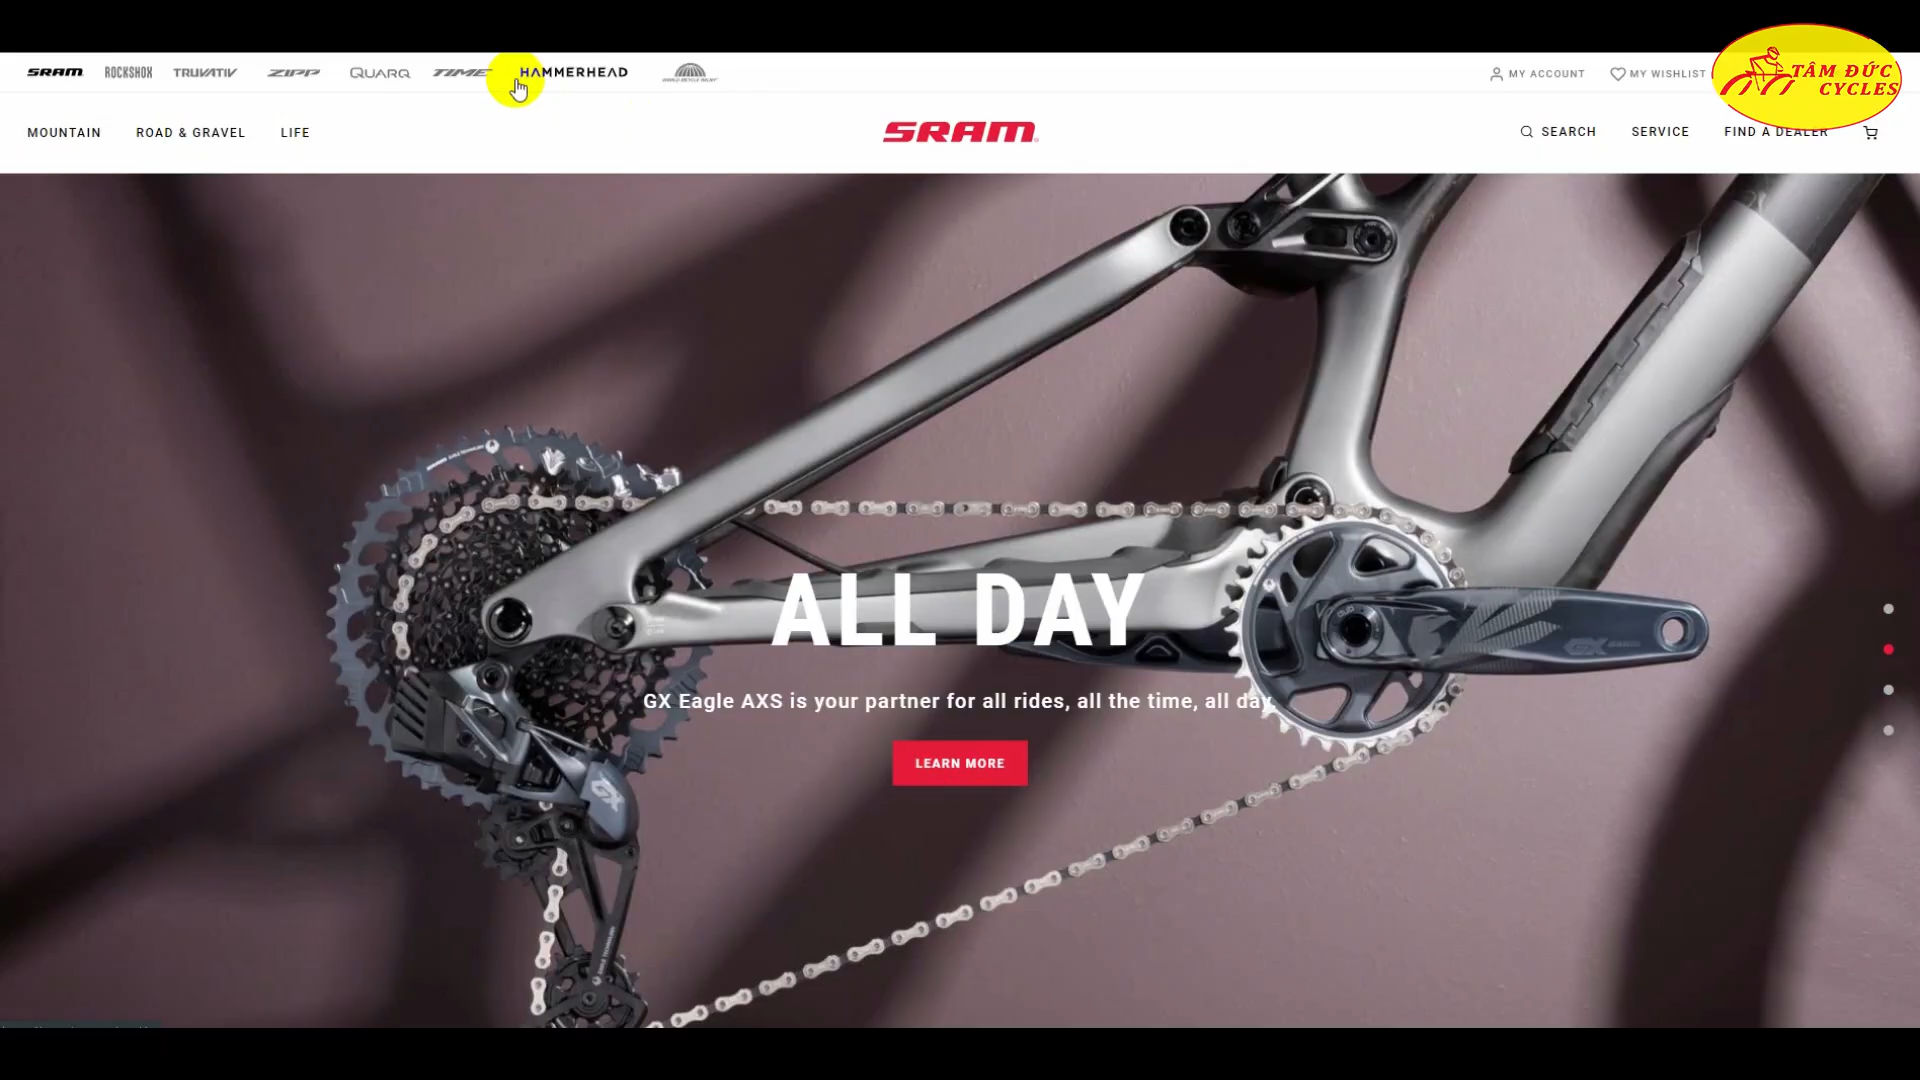 SRAM ROCKSHOX TRUVATIV ZIPP QUARQ TIME HAMMERHEAD
MY ACCOUNT MY WISHLIST
TÂM ĐỨC
CYCLES
MOUNTAIN ROAD & GRAVEL LIFE
SRAM
SEARCH SERVICE FIND A DEALER
ALL DAY
GX Eagle AXS is your partner for all rides, all the time, all day.
LEARN MORE
GX
GX